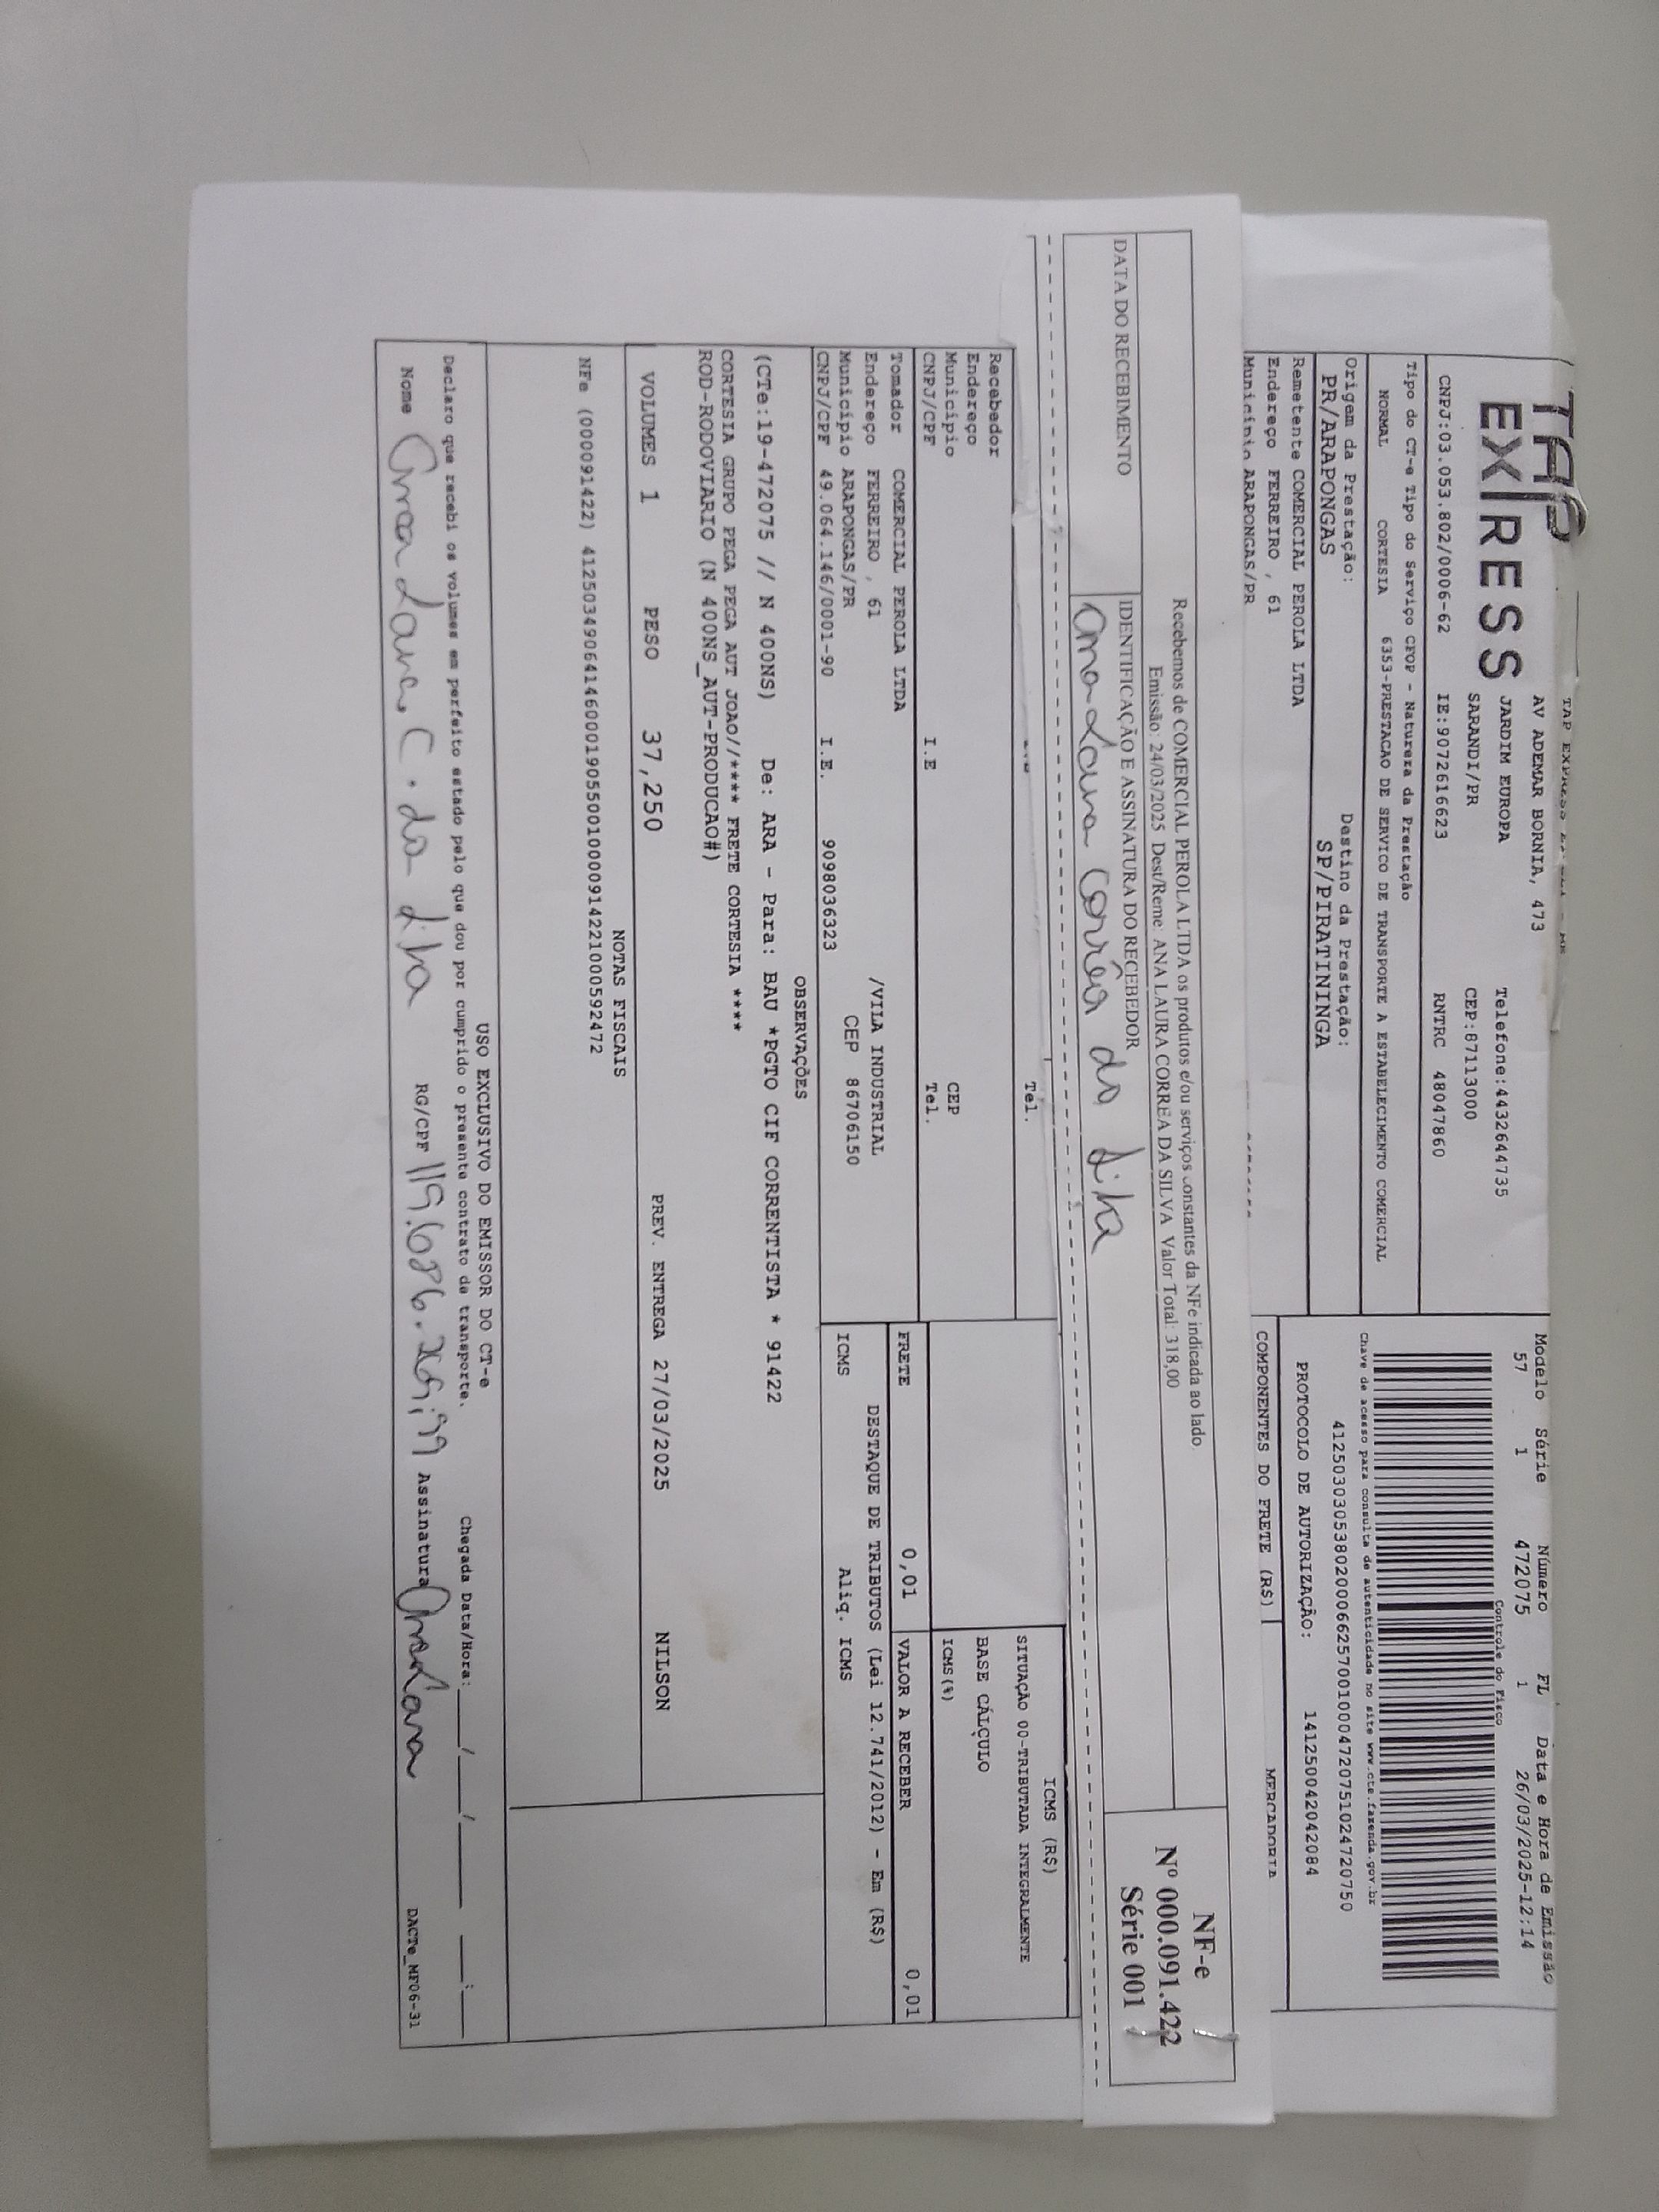 TAP EXPRESS
EX RESS
AV ADEMAR BORNIA, 473
JARDIM EUROPA Telefone:4432644735
SARANDI/PR CEP:87113000
CNPJ:03.053.802/0006-62 IE:9072616623 RNTRC 48047860
Modelo Série Número FL Data e Hora de Emissão
57 1 472075 1 26/03/2025-12:14
Controle do Fisco
Chave de acesso para consulta de autenticidade no site www.cte.fazenda.gov.br
41250303053802000662570010004720751024720750
PROTOCOLO DE AUTORIZAÇÃO: 141250042042084
Tipo do CT-e Tipo do Serviço CFOP - Natureza da Prestação
NORMAL CORTESIA 6353-PRESTACAO DE SERVICO DE TRANSPORTE A ESTABELECIMENTO COMERCIAL
Origem da Prestação: Destino da Prestação:
PR/ARAPONGAS SP/PIRATININGA
Remetente COMERCIAL PEROLA LTDA
Endereço FERREIRO , 61
Município ARAPONGAS/PR
COMPONENTES DO FRETE (R$) MERCADORIA
Recebemos de COMERCIAL PEROLA LTDA os produtos e/ou serviços constantes da NFe indicada ao lado
Emissão: 24/03/2025 Dest/Reme: ANA LAURA CORREA DA SILVA Valor Total: 318,00
DATA DO RECEBIMENTO IDENTIFICAÇÃO E ASSINATURA DO RECEBEDOR
Ana Laura Corrêa da Silva
NF-e
Nº 000.091.422
Série 001
Tel.
Recebedor
Endereço
Município CEP
CNPJ/CPF I.E Tel.
ICMS (R$)
SITUAÇÃO 00-TRIBUTADA INTEGRALMENTE
BASE CÁLCULO
ICMS(%)
Tomador COMERCIAL PEROLA LTDA
Endereço FERREIRO , 61 /VILA INDUSTRIAL
Município ARAPONGAS/PR CEP 86706150
CNPJ/CPF 49.064.146/0001-90 I.E. 9098036323
FRETE 0,01 VALOR A RECEBER 0,01
DESTAQUE DE TRIBUTOS (Lei 12.741/2012) - Em (R$)
ICMS Aliq. ICMS
OBSERVAÇÕES
(CTe:19-472075 // N 400NS) De: ARA - Para: BAU *PGTO CIF CORRENTISTA * 91422
CORTESIA GRUPO PEGA PEGA AUT JOAO//**** FRETE CORTESIA ****
ROD-RODOVIARIO (N 400NS_AUT-PRODUCAO#)
VOLUMES 1 PESO 37,250 PREV. ENTREGA 27/03/2025 NILSON
NOTAS FISCAIS
NFe (000091422) 41250349064146000190550010000914221000592472
USO EXCLUSIVO DO EMISSOR DO CT-e
Declaro que recebi os volumes em perfeito estado pelo que dou por cumprido o presente contrato de transporte. Chegada Data/Hora:___/___/___ __:__
Nome Ana Laura C. da Silva RG/CPF Assinatura Ana Laura
DACTe_MF06-31